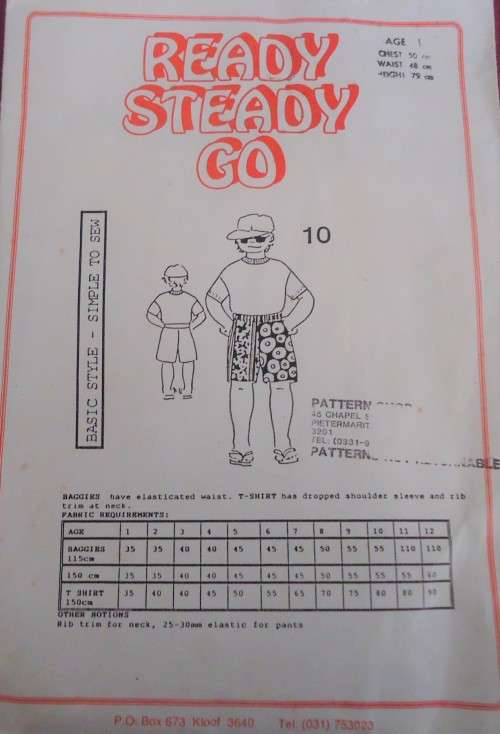 READY
STEADY
GO
AGE 1
CHEST 50 cm
WAIST 48 cm
HEIGHT 79 cm
BASIC STYLE - SIMPLE TO SEW
10
PATTERN
45 CHAPEL
PIETERMARIT
3201
TEL: (0331-9
PATTERN
BAGGIES have elasticated waist. T-SHIRT has dropped shoulder sleeve and rib
trim at neck.
FABRIC REQUIREMENTS:
AGE 1 2 3 4 5 6 7 8 9 10 11 12
BAGGIES 35 35 40 40 45 45 45 50 55 55 110 110
115cm
150 cm 35 35 40 40 45 45 45 50 55 55 55 60
T SHIRT 35 40 40 45 50 55 65 70 75 80 80 90
150cm
OTHER NOTIONS
Rib trim for neck, 25-30mm elastic for pants
P.O. Box 673 Kloof 3640 Tel: (031) 753023